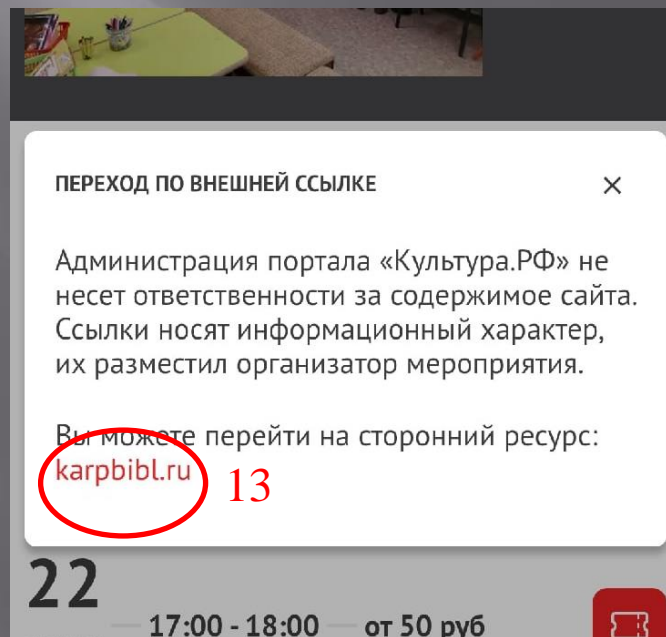 ПЕРЕХОД ПО ВНЕШНЕЙ ССЫЛКЕ
Администрация портала «Культура.РФ» не
несет ответственности за содержимое сайта.
Ссылки носят информационный характер,
их разместил организатор мероприятия.
Вы можете перейти на сторонний ресурс:
karpbibl.ru 13
22
17:00 - 18:00 — от 50 руб